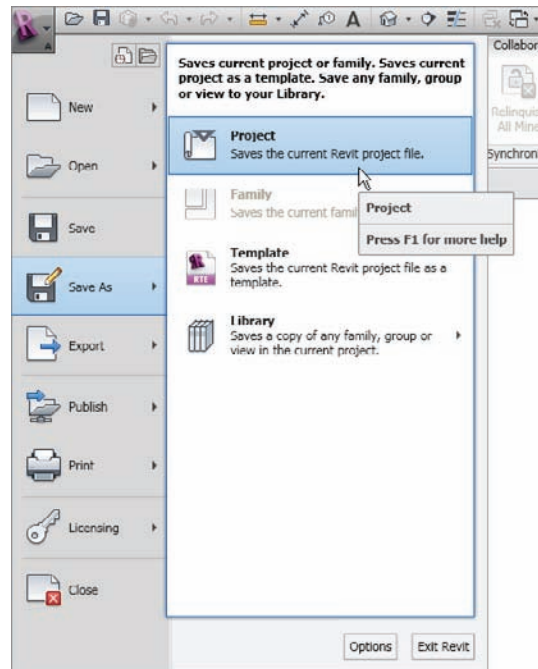 R
A
Collabor
Saves current project or family. Saves current
project as a template. Save any family, group
or view to your Library.
New
Open
Save
Save As
Export
Publish
Print
Licensing
Close
Project
Saves the current Revit project file.
Family
Saves the current famil
Project
Press F1 for more help
Template
Saves the current Revit project file as a
template.
RTE
Library
Saves a copy of any family, group or
view in the current project.
Relinquis
All Mine
Synchron
Options
Exit Revit